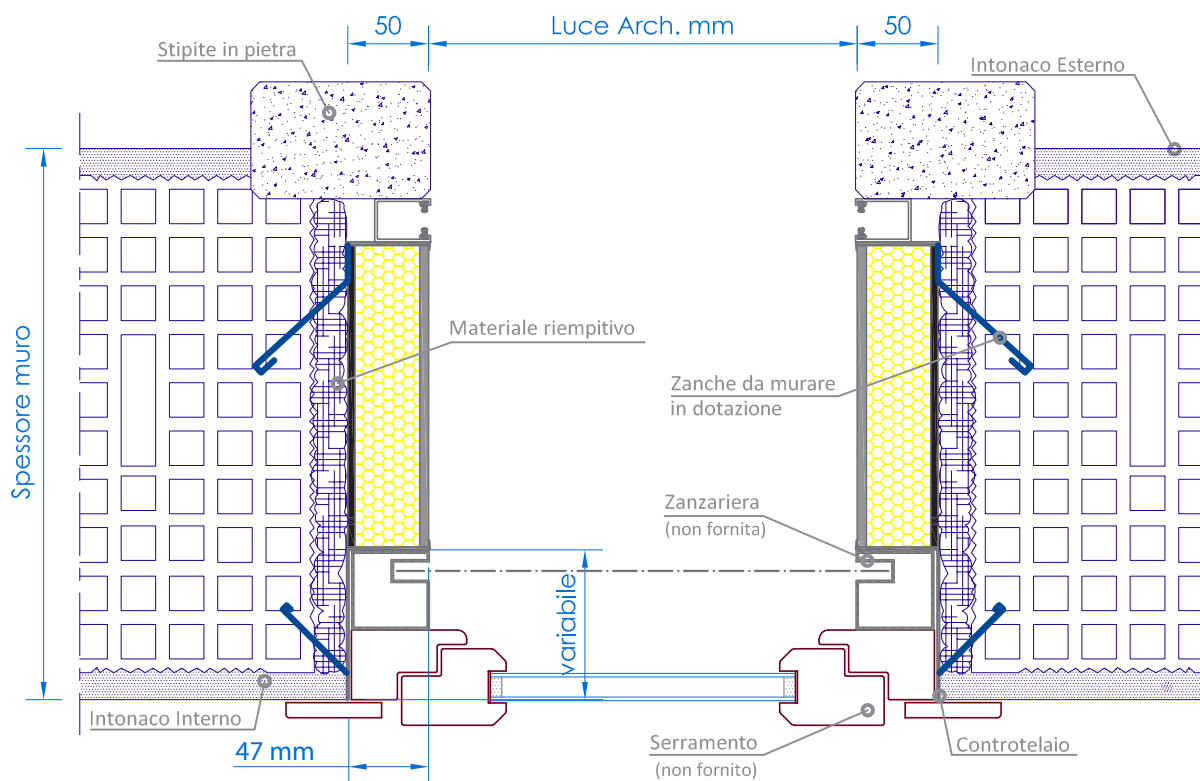 50
Luce Arch. mm
50
Stipite in pietra
Intonaco Esterno
Spessore muro
Materiale riempitivo
Zanche da murare
in dotazione
Zanzariera
(non fornita)
variabile
Intonaco Interno
47 mm
Serramento
(non fornito)
Controtelaio